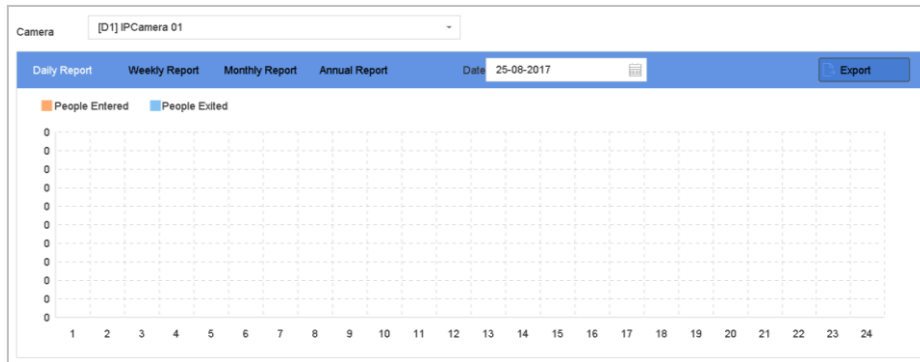 Camera [D1] IPCamera 01
Daily Report Weekly Report Monthly Report Annual Report Date 25-08-2017 Export
People Entered People Exited
0
0
0
0
0
0
0
0
0
0
0
1 2 3 4 5 6 7 8 9 10 11 12 13 14 15 16 17 18 19 20 21 22 23 24